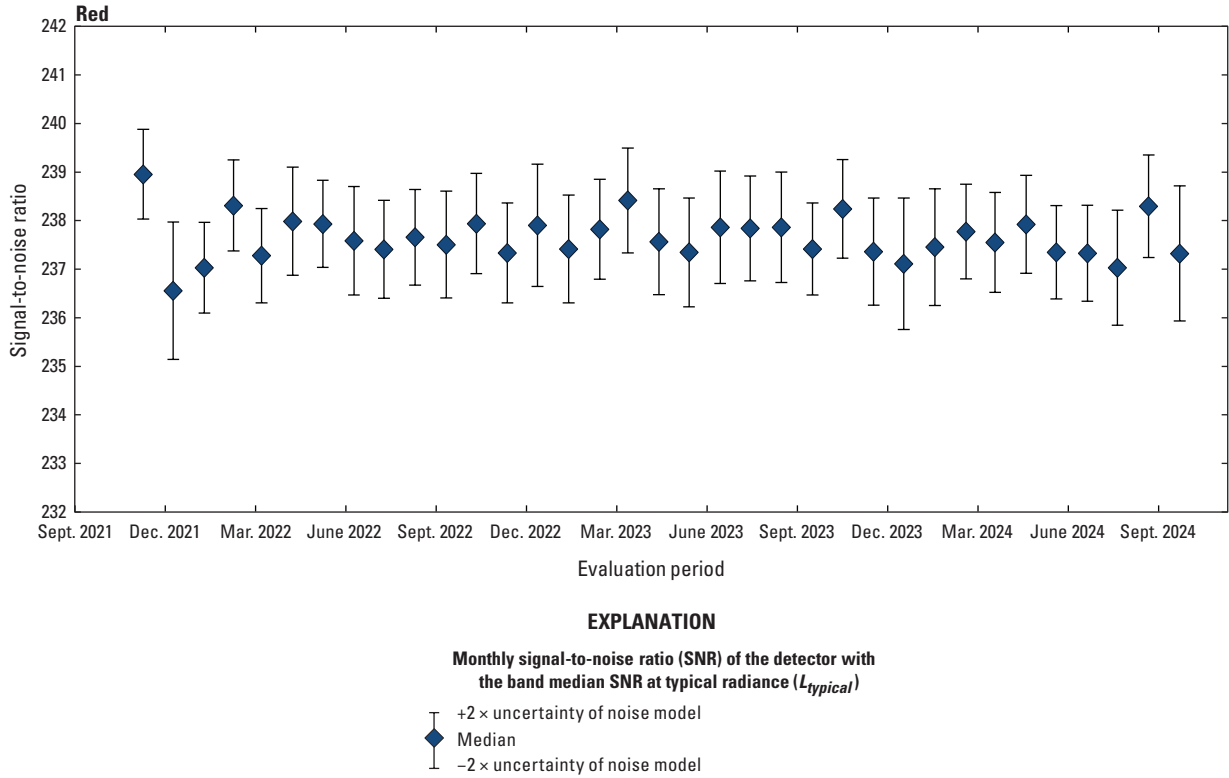 Red
242
241
240
239
238
237
236
235
234
233
232
Signal-to-noise ratio
Sept. 2021 Dec. 2021 Mar. 2022 June 2022 Sept. 2022 Dec. 2022 Mar. 2023 June 2023 Sept. 2023 Dec. 2023 Mar. 2024 June 2024 Sept. 2024
Evaluation period
EXPLANATION
Monthly signal-to-noise ratio (SNR) of the detector with
the band median SNR at typical radiance (Ltypical)
+2 × uncertainty of noise model
Median
−2 × uncertainty of noise model